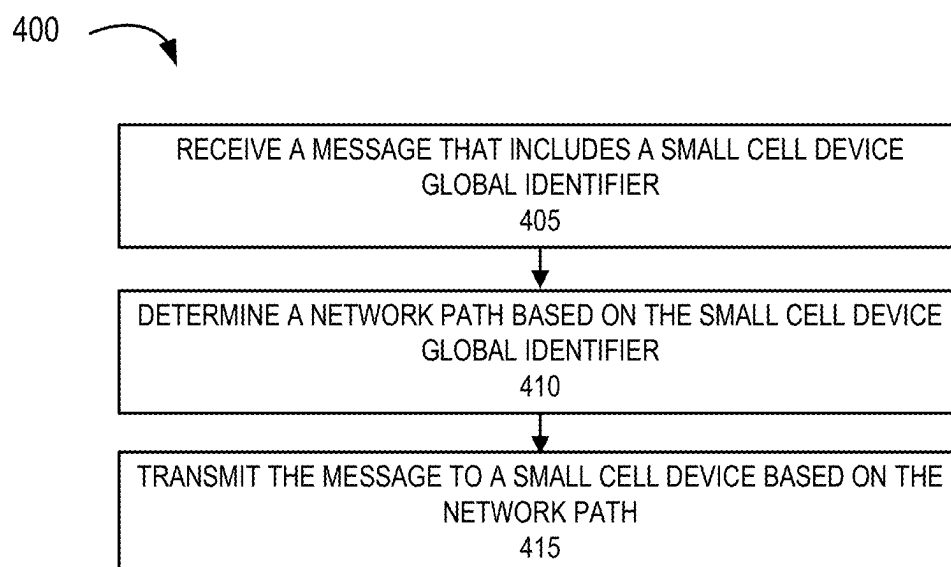 400
RECEIVE A MESSAGE THAT INCLUDES A SMALL CELL DEVICE
GLOBAL IDENTIFIER
405
DETERMINE A NETWORK PATH BASED ON THE SMALL CELL DEVICE
GLOBAL IDENTIFIER
410
TRANSMIT THE MESSAGE TO A SMALL CELL DEVICE BASED ON THE
NETWORK PATH
415